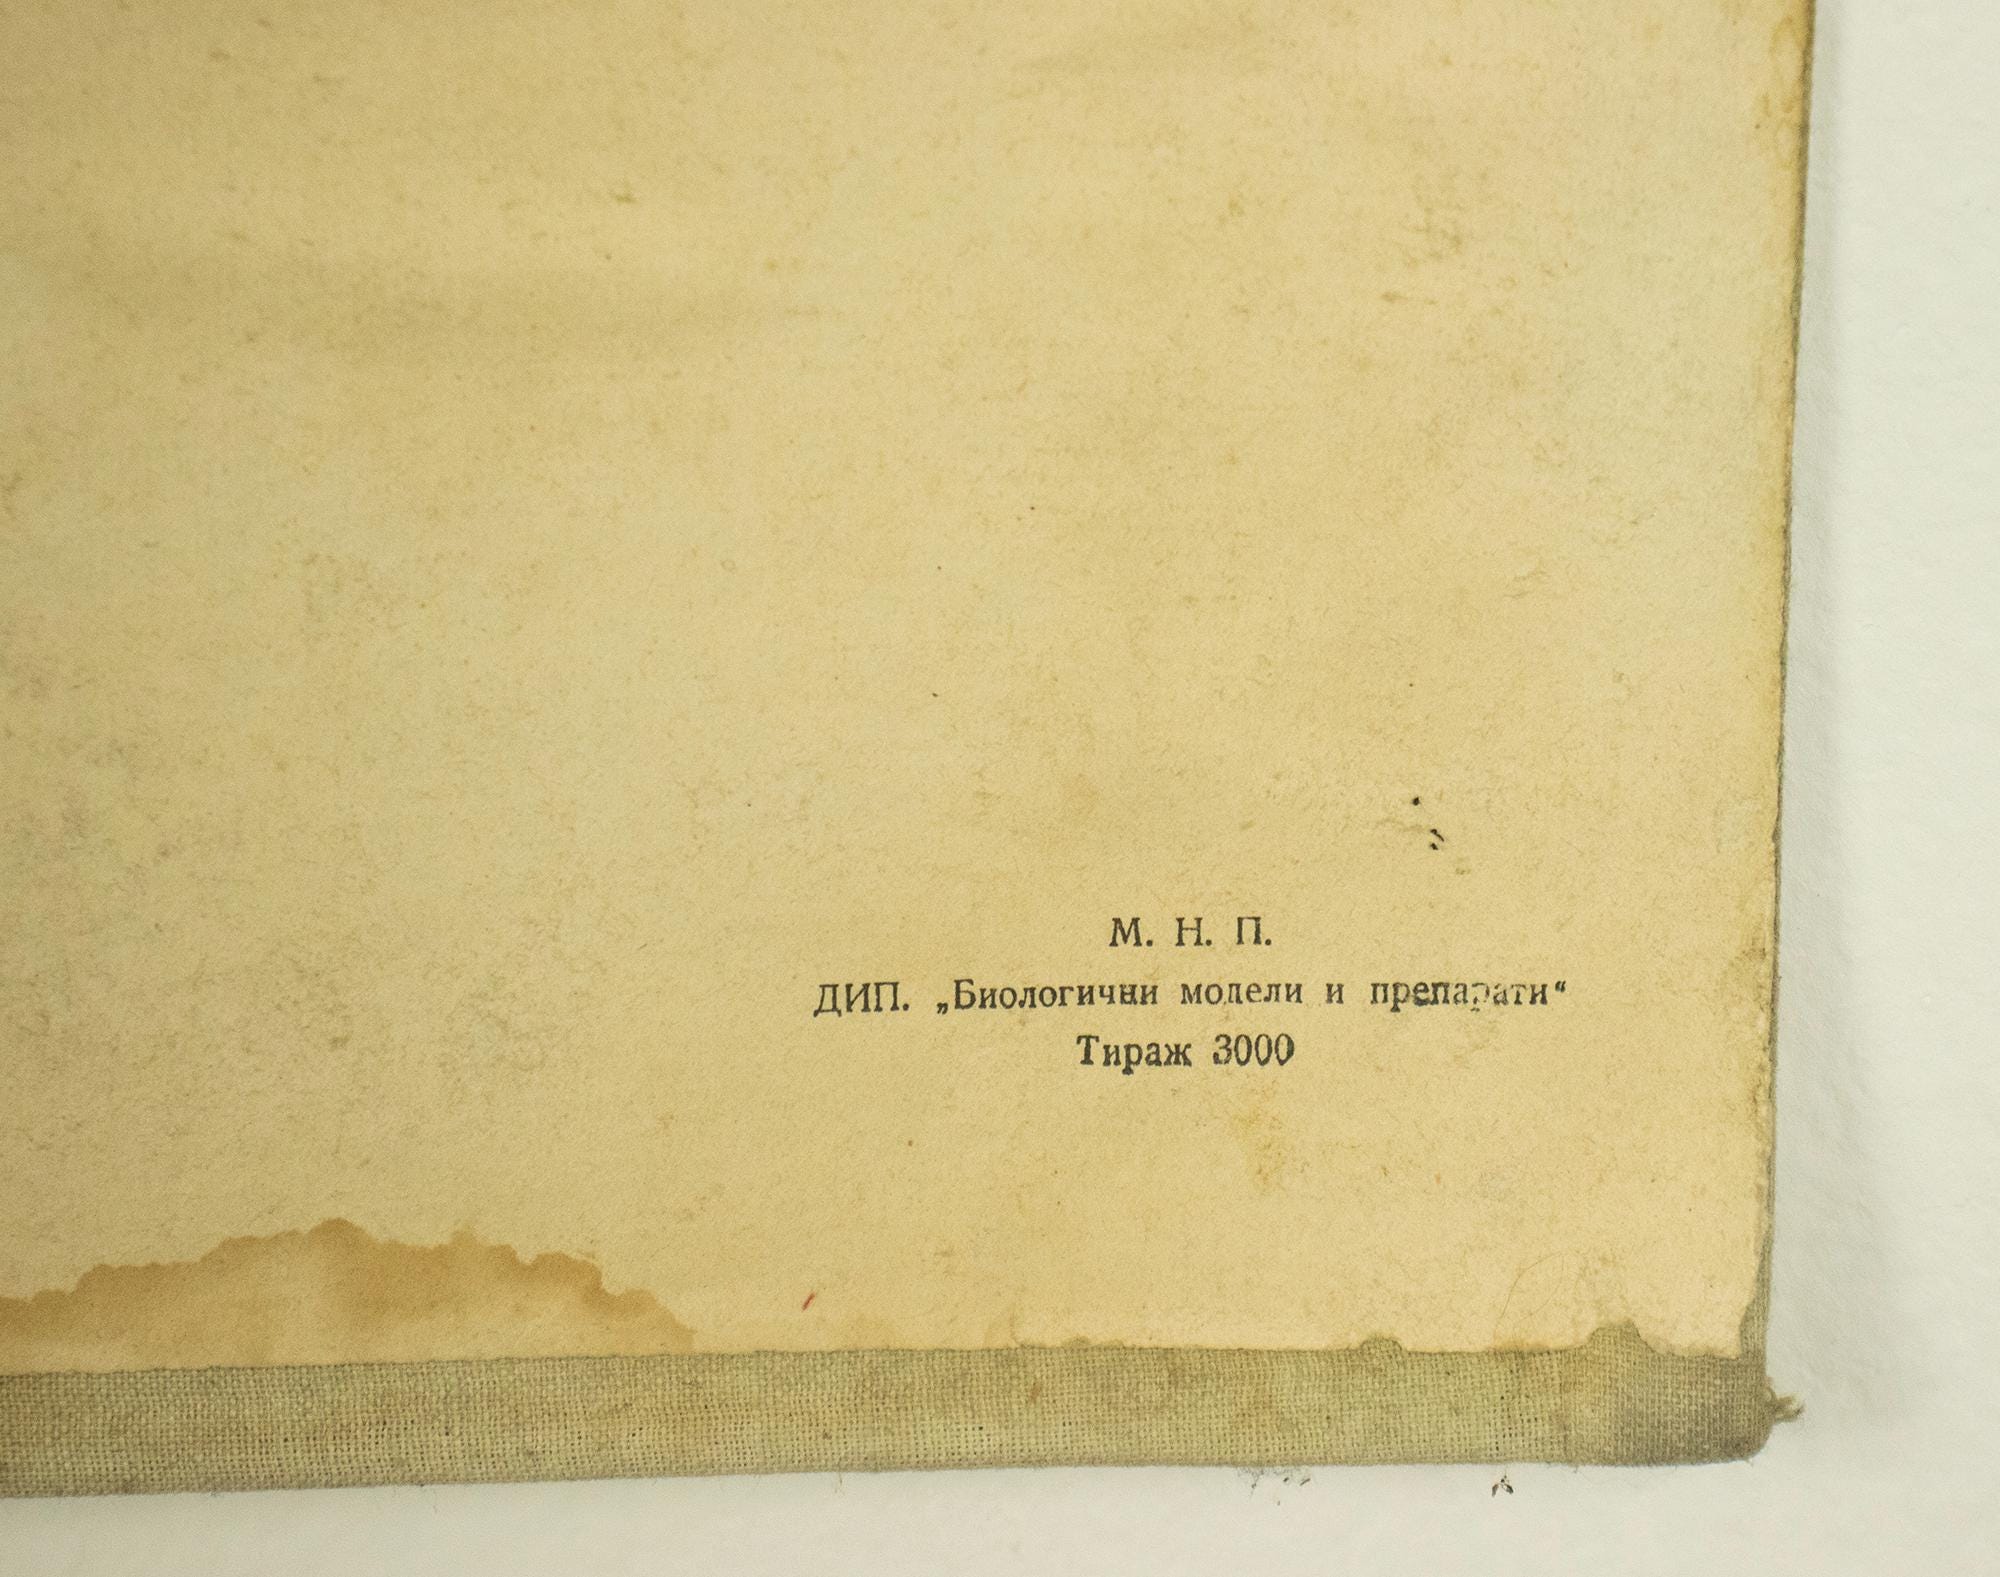 М. Н. П.
ДИП. „Биологични модели и препарати“
Тираж 3000